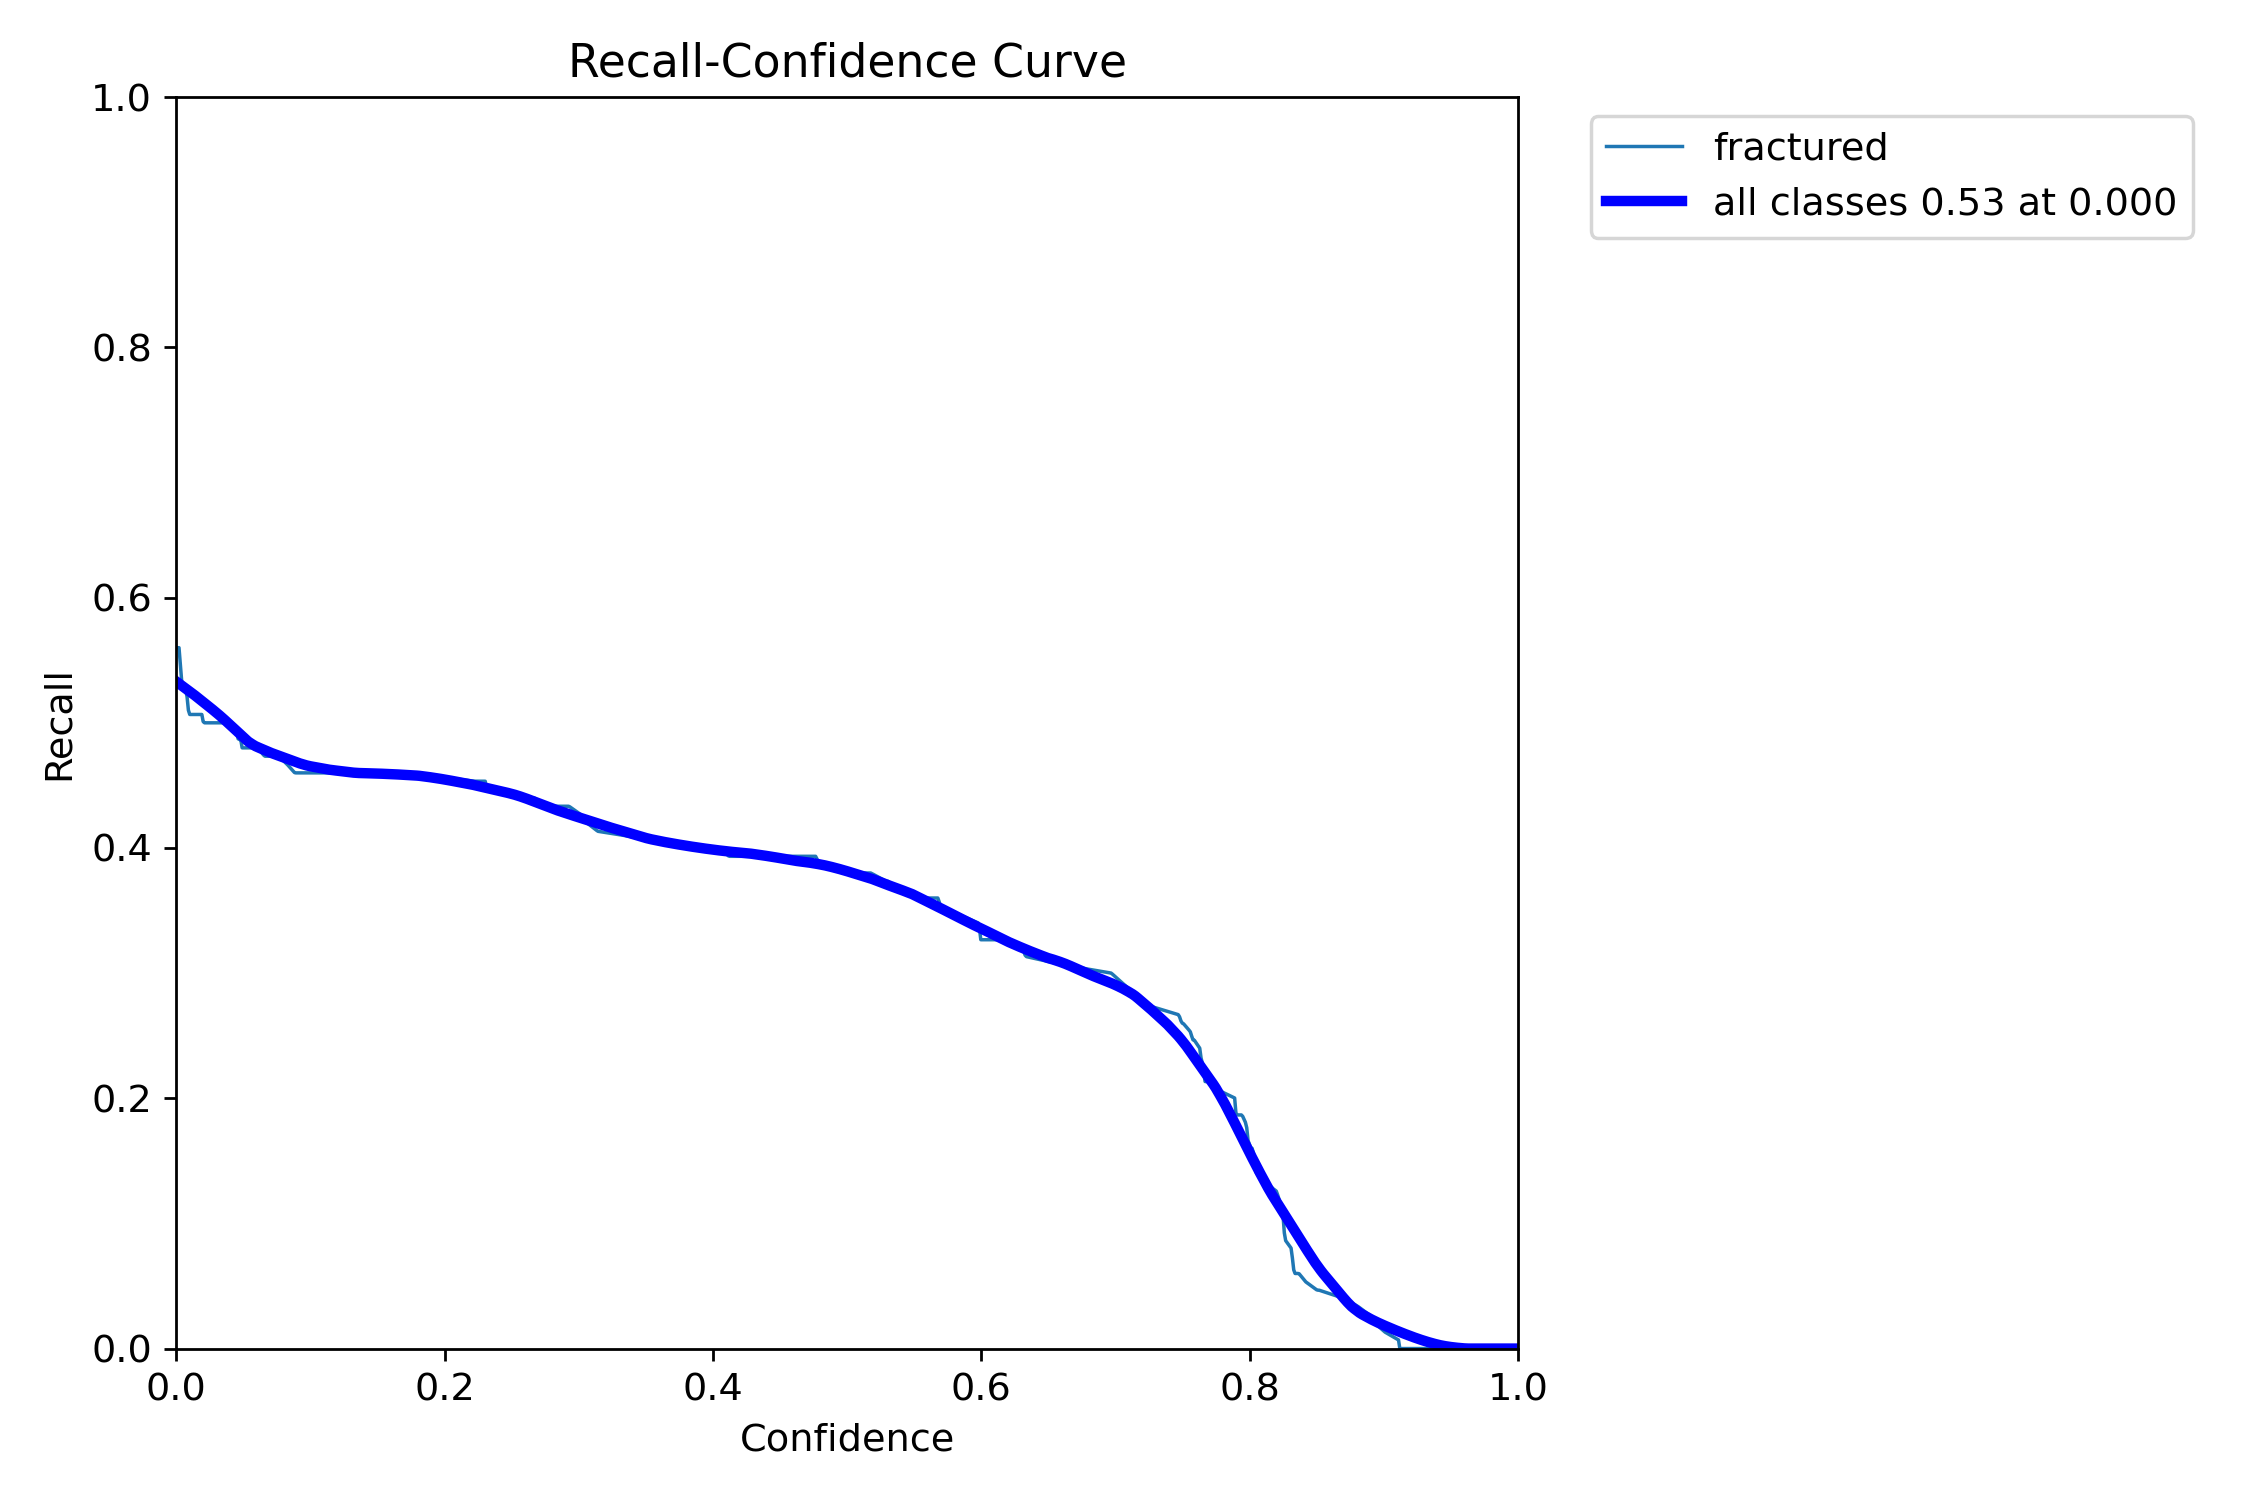 Recall-Confidence Curve
1.0
0.8
0.6
0.4
0.2
0.0
Recall
0.0 0.2 0.4 0.6 0.8 1.0
Confidence
fractured
all classes 0.53 at 0.000